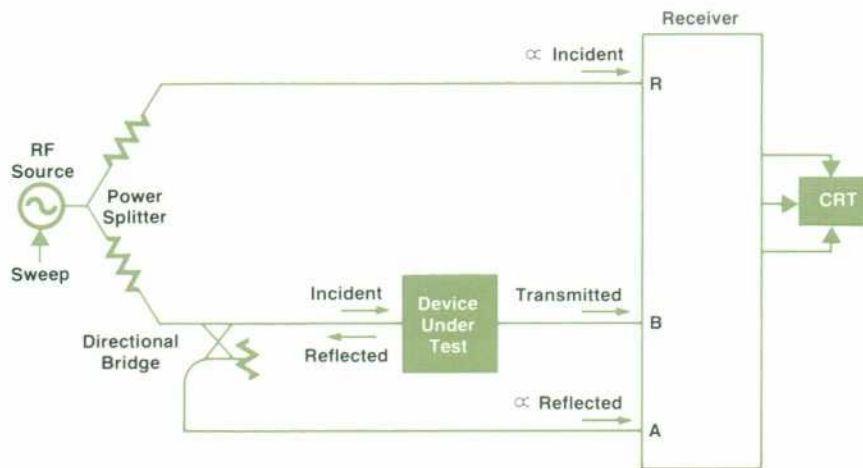 Receiver
∝ Incident
R
RF
Source
Power
Splitter
CRT
Sweep
Incident
Device
Under
Test
Transmitted
B
Directional
Bridge
Reflected
∝ Reflected
A